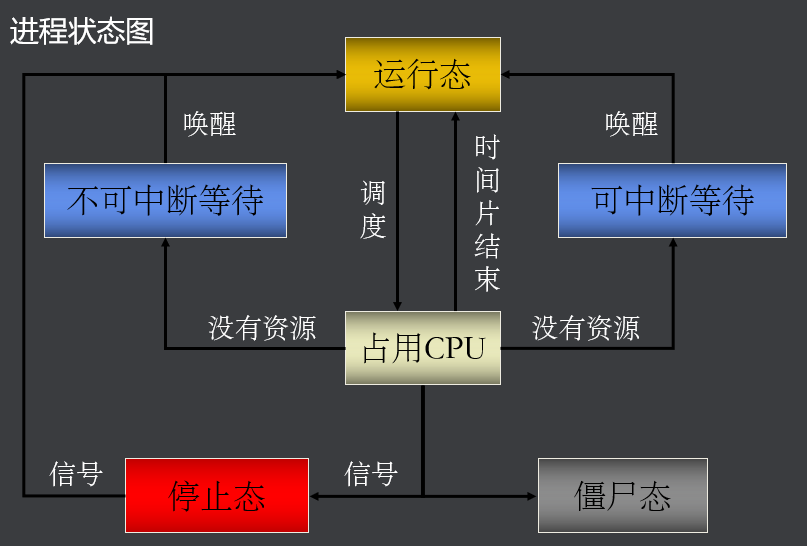 进程状态图
运行态
唤醒
唤醒
不可中断等待
调度
时间片结束
可中断等待
没有资源
占用CPU
没有资源
信号
停止态
信号
僵尸态